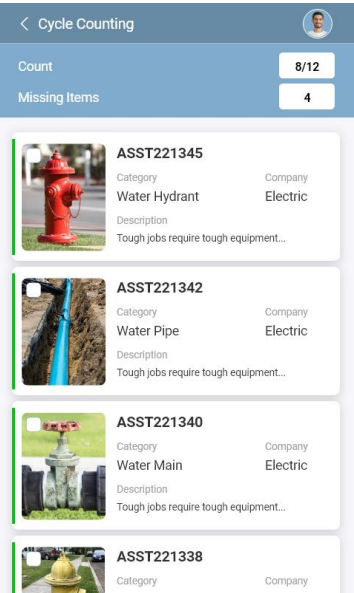 Cycle Counting
Count 8/12
Missing Items 4
ASST221345
Category Company
Water Hydrant Electric
Description
Tough jobs require tough equipment...
ASST221342
Category Company
Water Pipe Electric
Description
Tough jobs require tough equipment...
ASST221340
Category Company
Water Main Electric
Description
Tough jobs require tough equipment...
ASST221338
Category Company